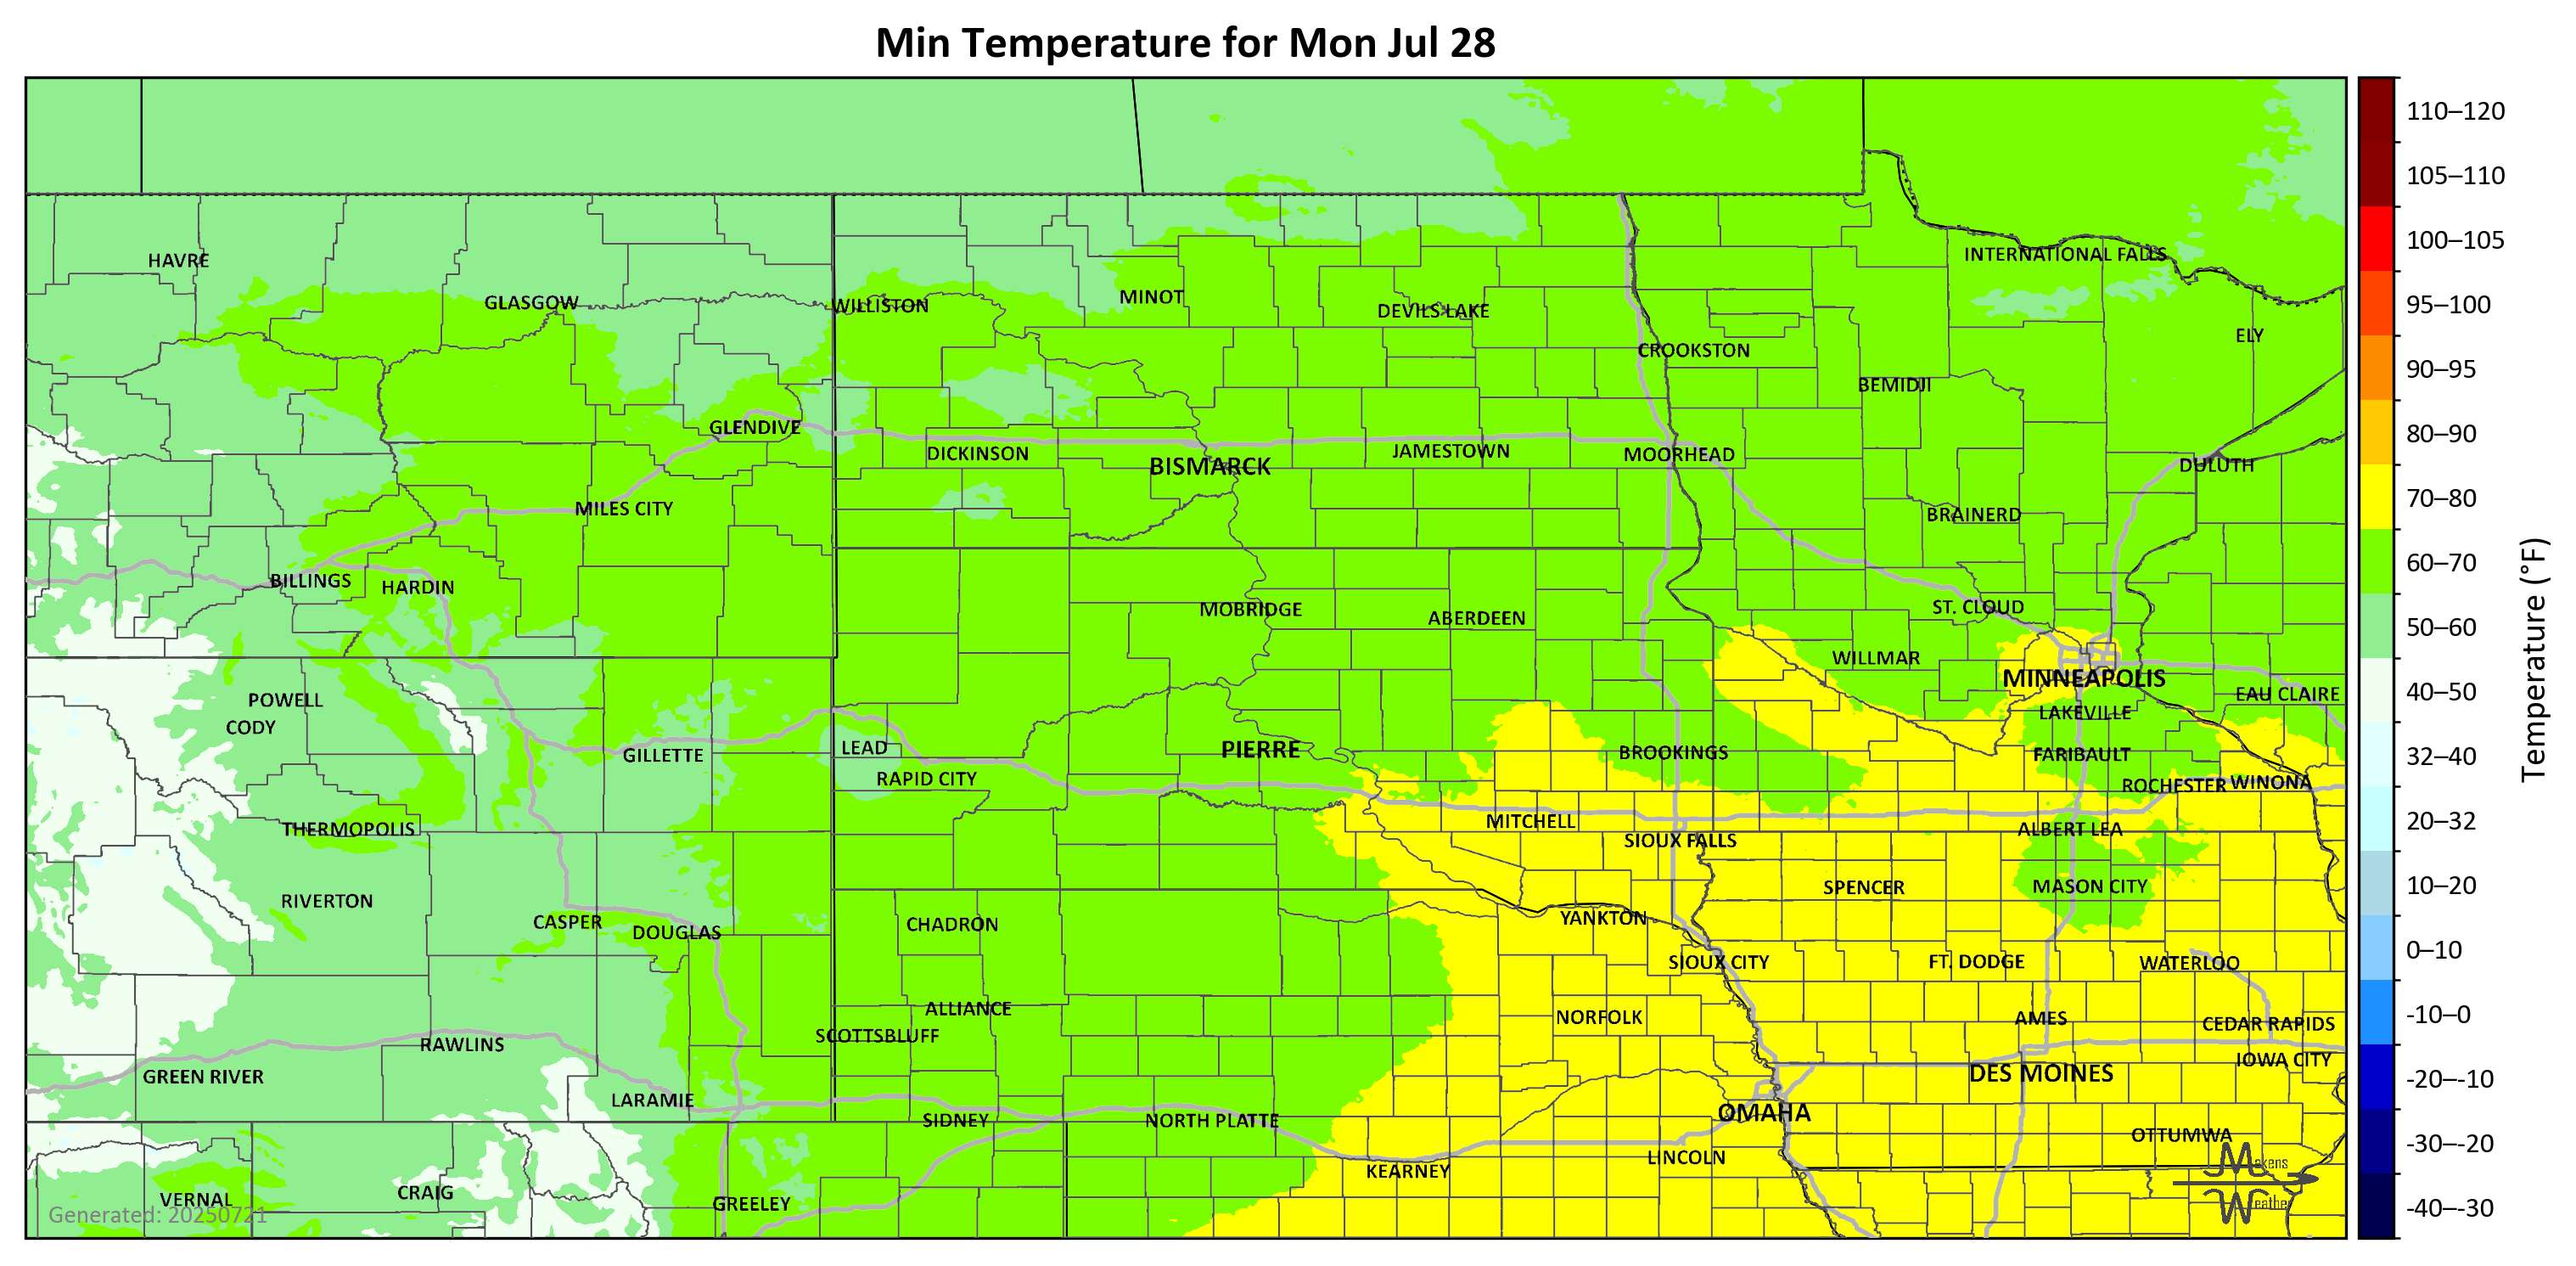 Min Temperature for Mon Jul 28
110–120
105–110
100–105
95–100
90–95
80–90
70–80
60–70
50–60
40–50
32–40
20–32
10–20
0–10
-10–0
-20–-10
-30–-20
-40–-30
Temperature (°F)
HAVRE
GLASGOW
WILLISTON
MINOT
DEVILS LAKE
INTERNATIONAL FALLS
ELY
CROOKSTON
BEMIDJI
GLENDIVE
DICKINSON
BISMARCK
JAMESTOWN
MOORHEAD
DULUTH
MILES CITY
BRAINERD
BILLINGS
HARDIN
MOBRIDGE
ABERDEEN
ST. CLOUD
WILLMAR
MINNEAPOLIS
EAU CLAIRE
POWELL
CODY
LAKEVILLE
GILLETTE
LEAD
PIERRE
BROOKINGS
FARIBAULT
RAPID CITY
ROCHESTER
WINONA
THERMOPOLIS
MITCHELL
ALBERT LEA
SIOUX FALLS
RIVERTON
SPENCER
MASON CITY
CASPER
DOUGLAS
CHADRON
YANKTON
SIOUX CITY
FT. DODGE
WATERLOO
ALLIANCE
NORFOLK
AMES
CEDAR RAPIDS
SCOTTSBLUFF
RAWLINS
IOWA CITY
GREEN RIVER
DES MOINES
LARAMIE
SIDNEY
NORTH PLATTE
OMAHA
OTTUMWA
LINCOLN
KEARNEY
VERNAL
CRAIG
GREELEY
Generated: 20250721
Makens
Weather